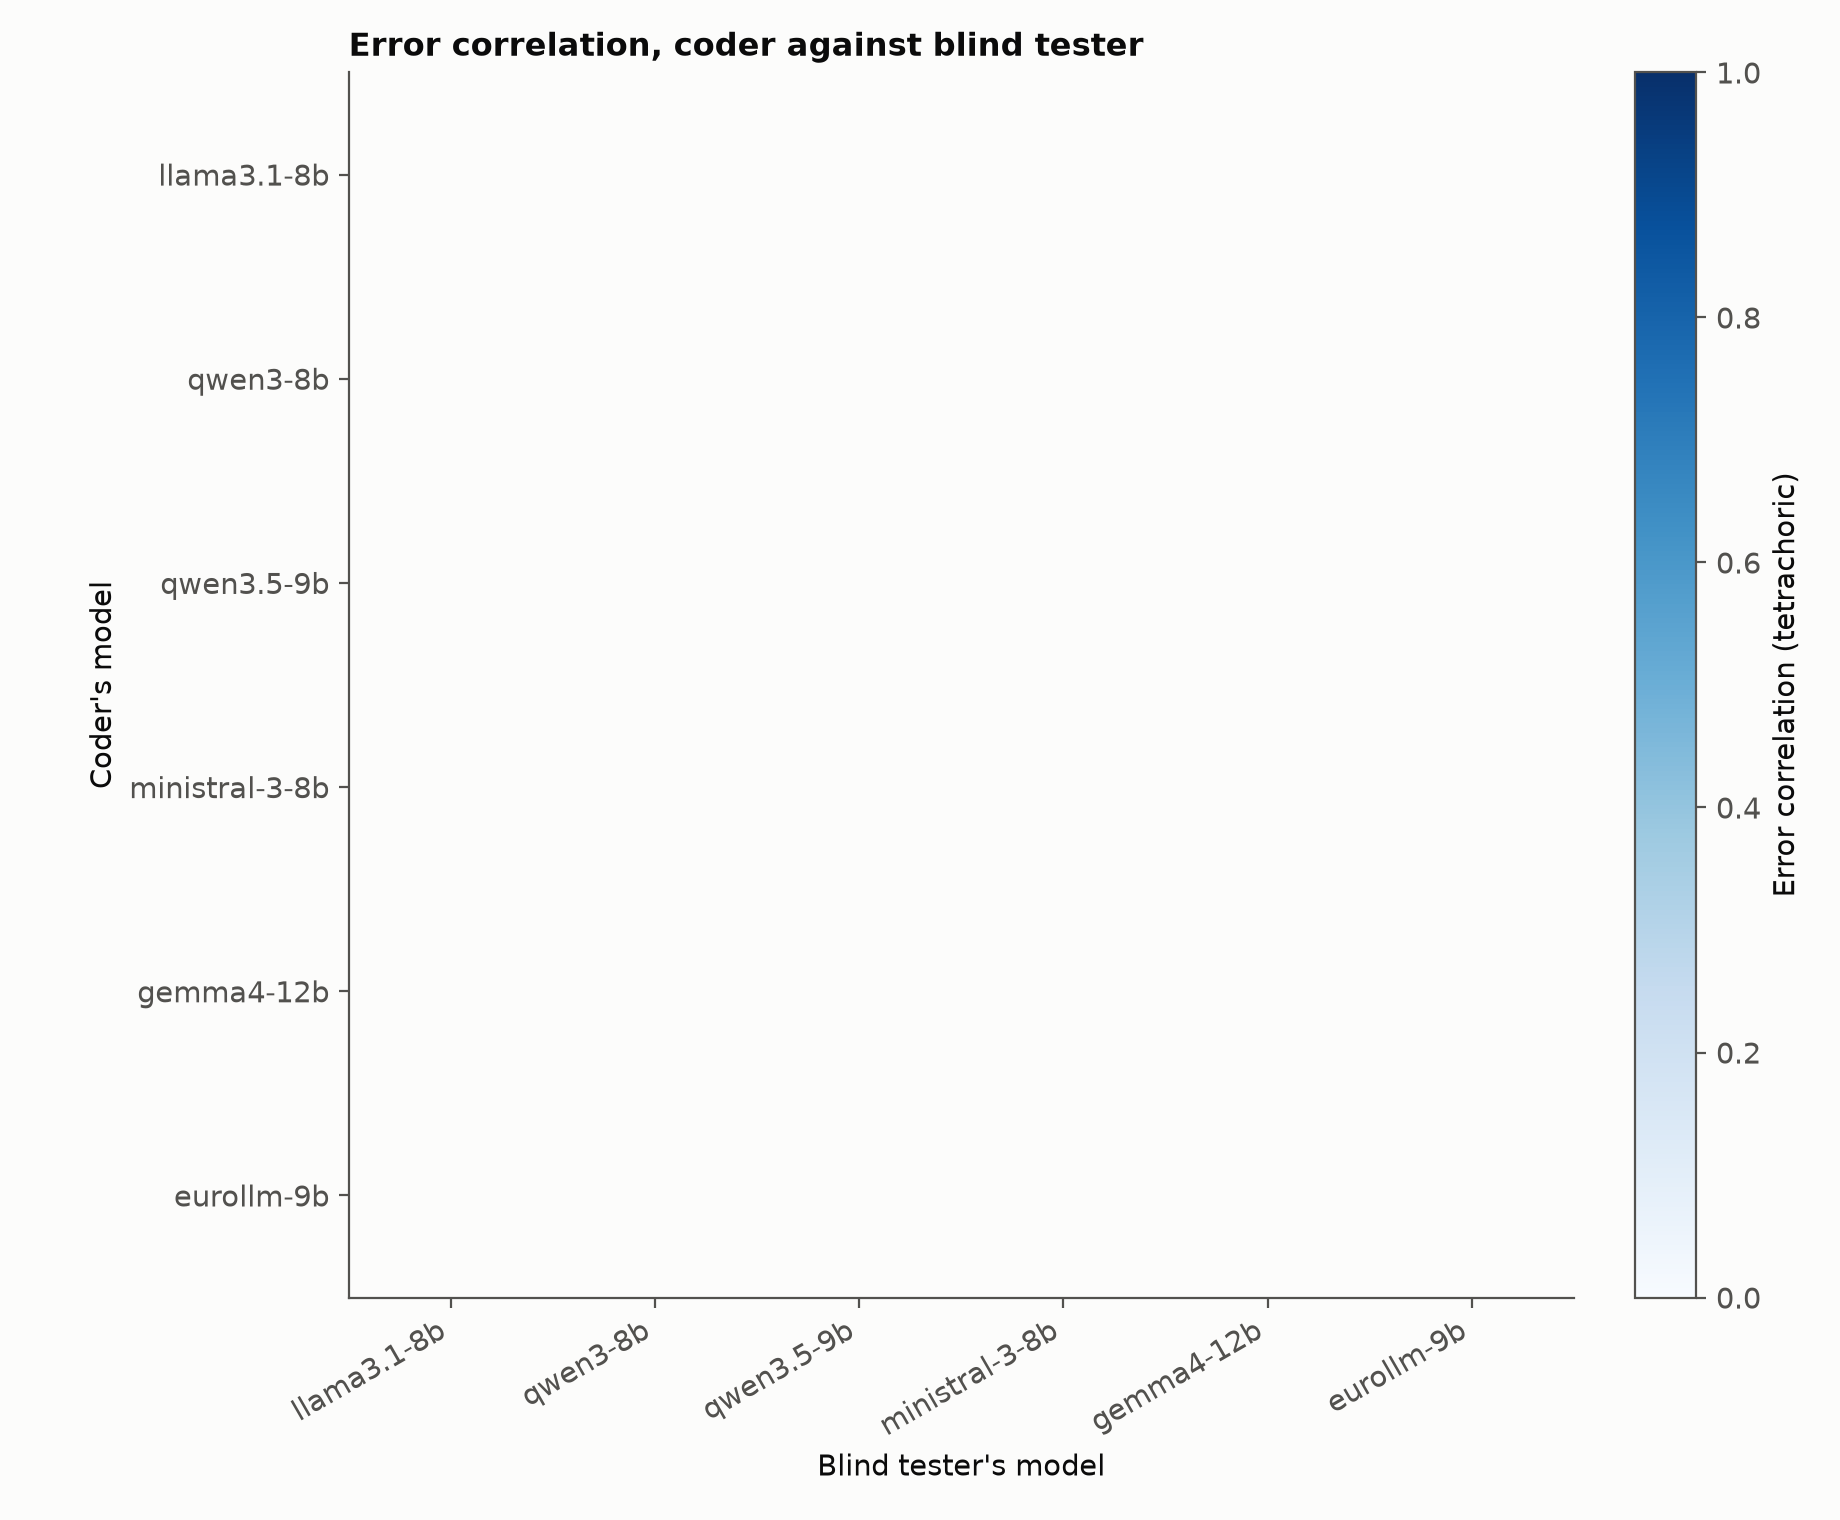 Error correlation, coder against blind tester
Coder's model
llama3.1-8b
qwen3-8b
qwen3.5-9b
ministral-3-8b
gemma4-12b
eurollm-9b
llama3.1-8b
qwen3-8b
qwen3.5-9b
ministral-3-8b
gemma4-12b
eurollm-9b
Blind tester's model
1.0
0.8
0.6
0.4
0.2
0.0
Error correlation (tetrachoric)